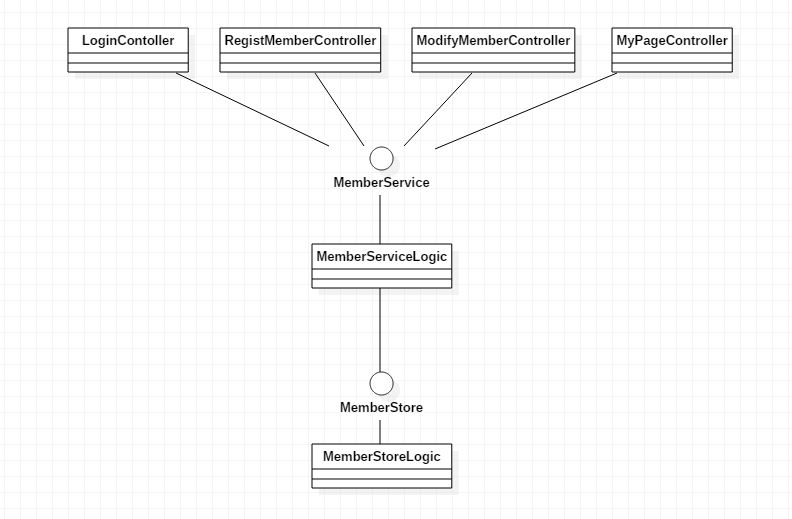 LoginContoller
RegistMemberController
ModifyMemberController
MyPageController
MemberService
MemberServiceLogic
MemberStore
MemberStoreLogic